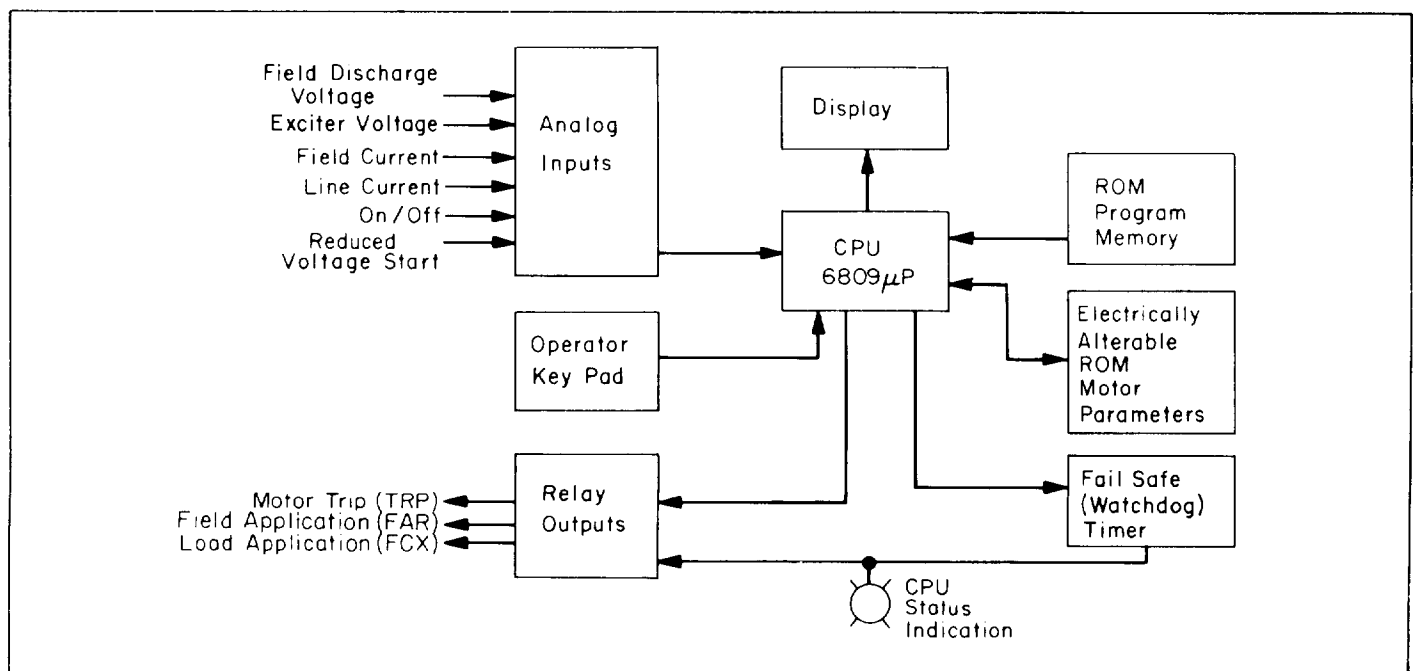 Field Discharge
Voltage
Exciter Voltage
Field Current
Line Current
On/Off
Reduced
Voltage Start
Analog
Inputs
Display
ROM
Program
Memory
CPU
6809μP
Electrically
Alterable
ROM
Motor
Parameters
Operator
Key Pad
Motor Trip (TRP)
Field Application (FAR)
Load Application (FCX)
Relay
Outputs
Fail Safe
(Watchdog)
Timer
CPU
Status
Indication